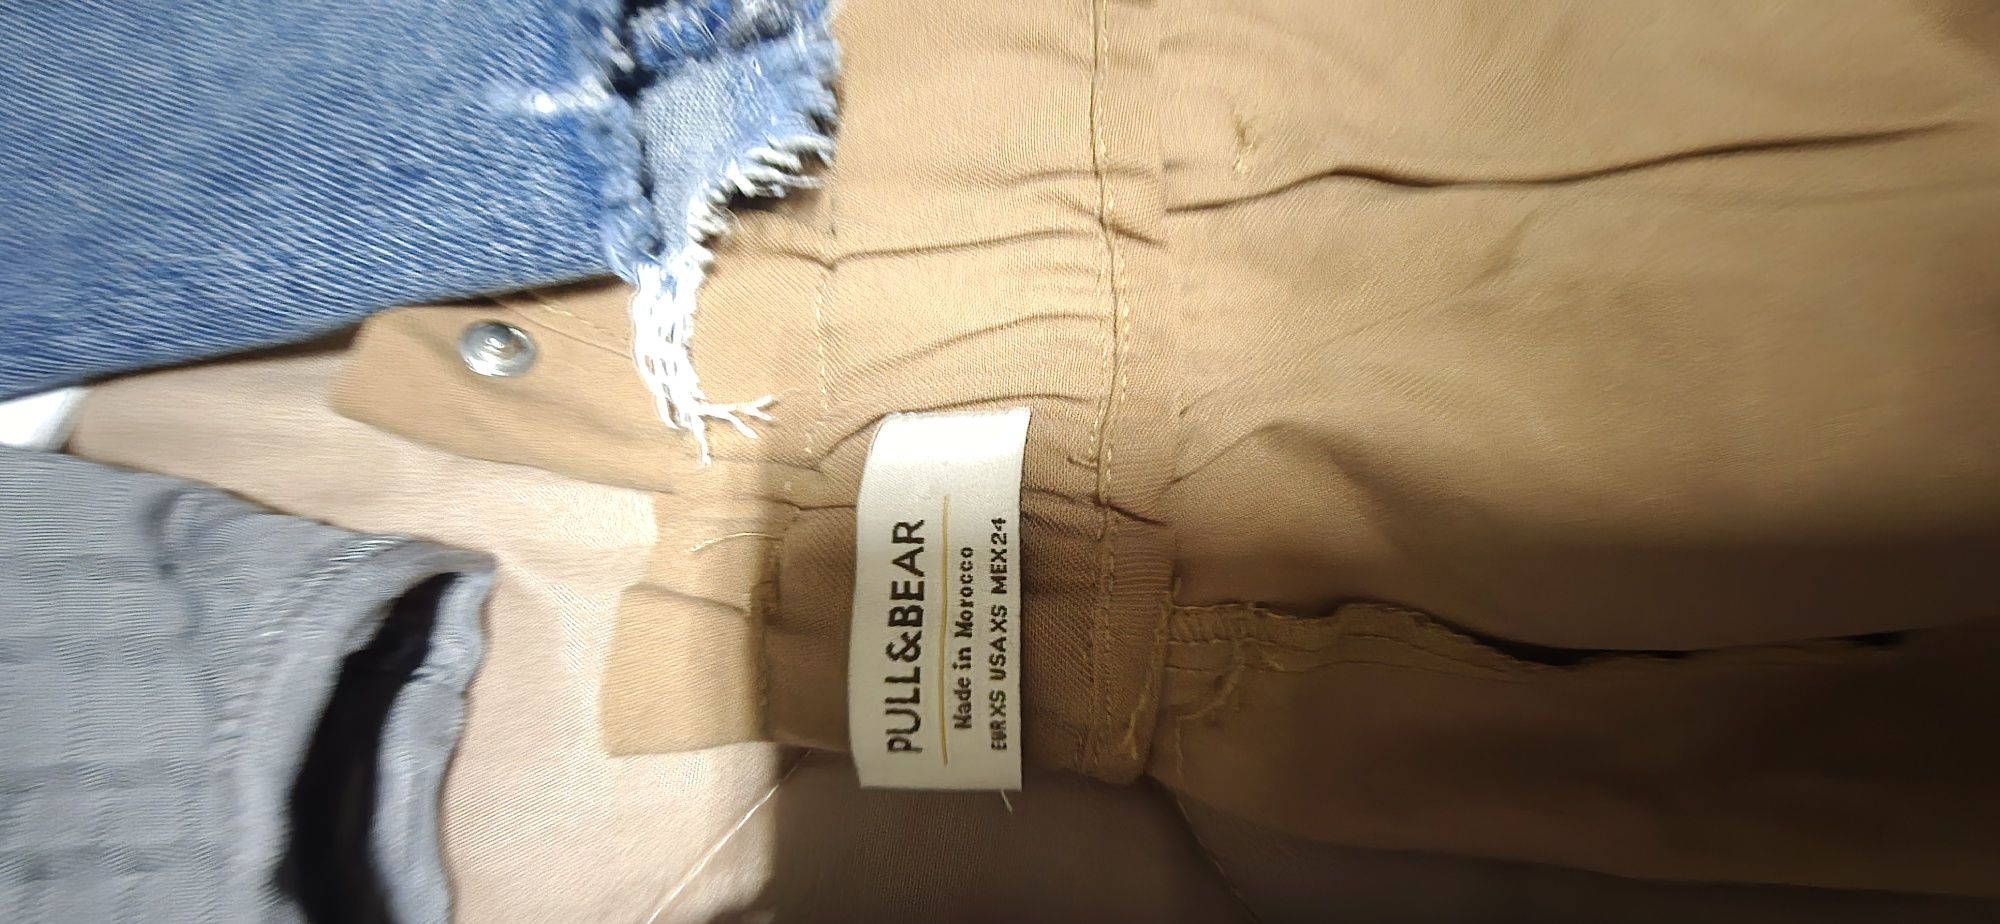 PULL&BEAR
Made in Morocco
EUR XS USA XS MEX 24